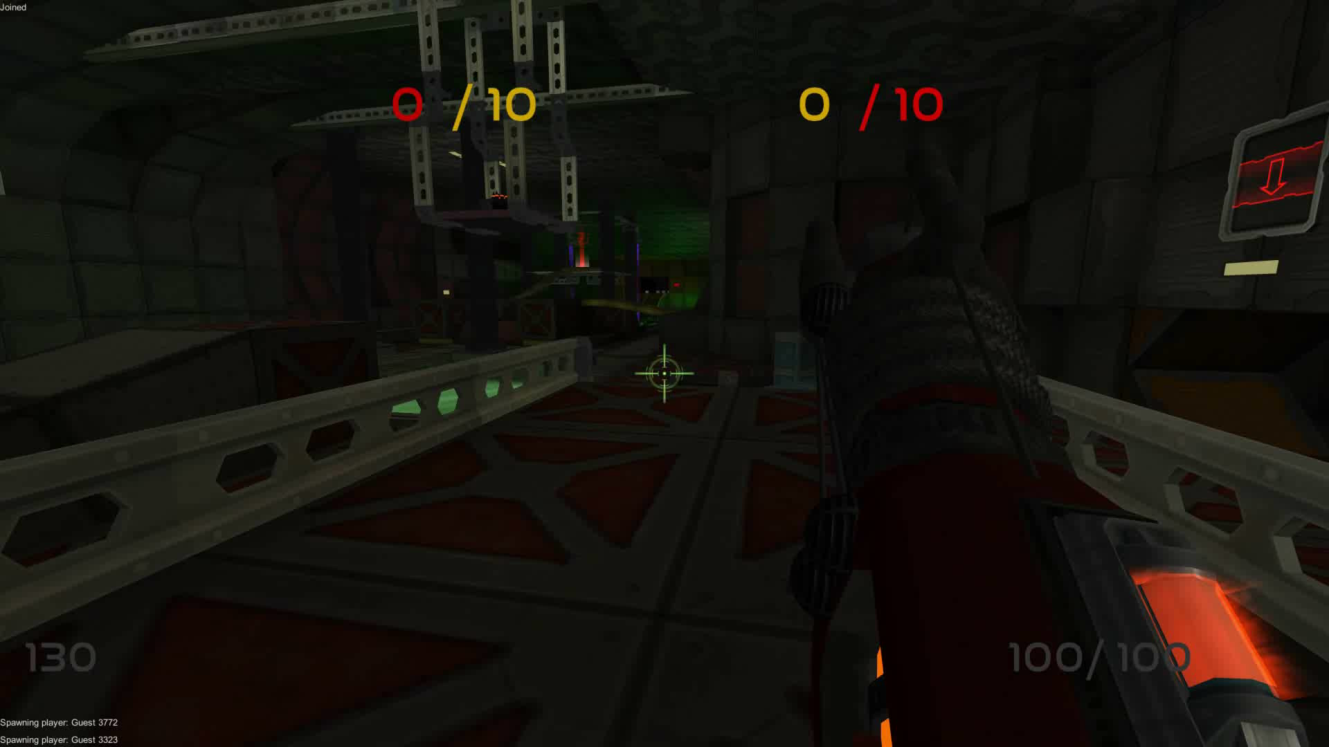 Joined
0 /10
0 /10
130
100/100
Spawning player: Guest 3772
Spawning player: Guest 3323